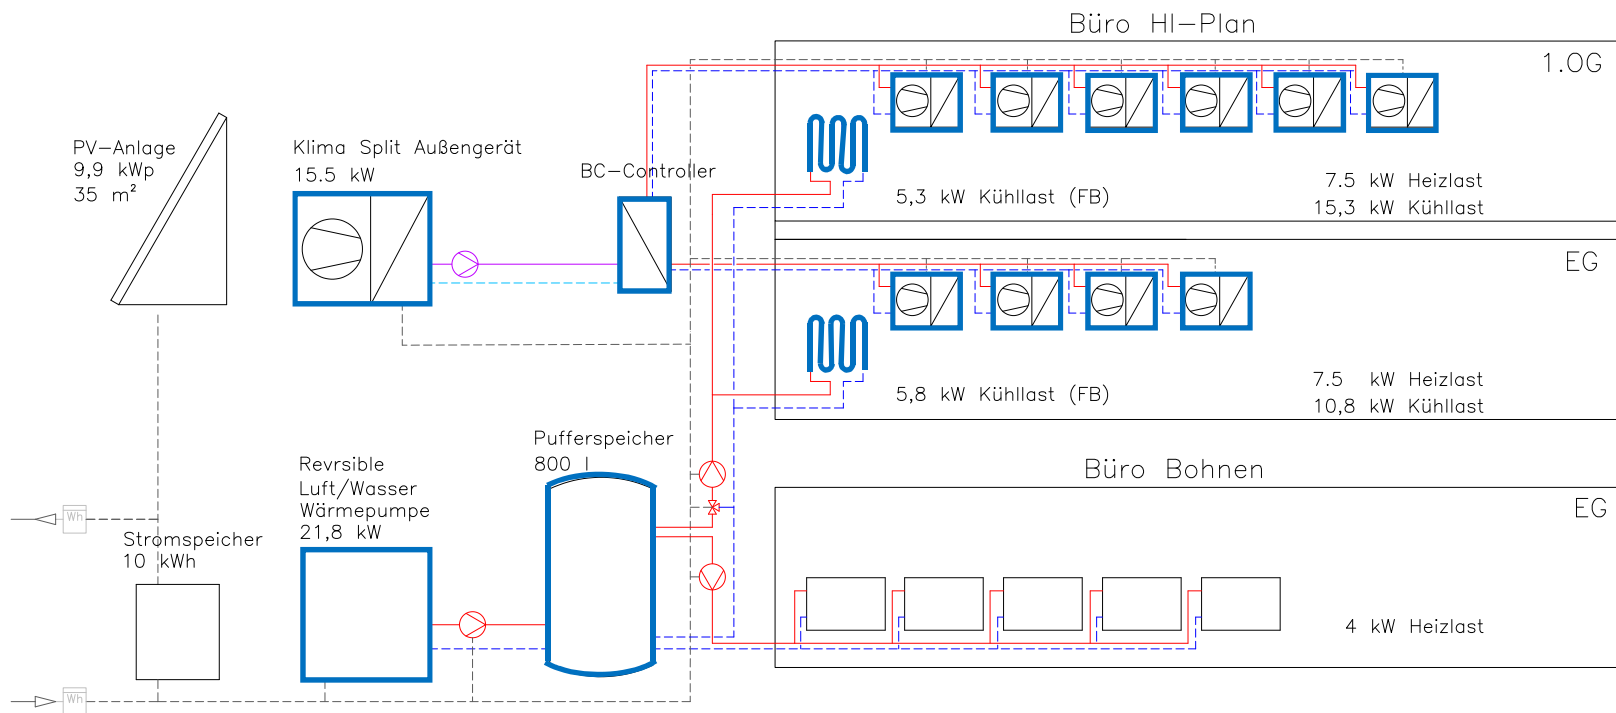 Büro HI-Plan
1.OG
PV-Anlage
9,9 kWp
35 m²
Klima Split Außengerät
15.5 kW
BC-Controller
5,3 kW Kühllast (FB)
7.5 kW Heizlast
15,3 kW Kühllast
EG
5,8 kW Kühllast (FB)
7.5 kW Heizlast
10,8 kW Kühllast
Pufferspeicher
800 l
Revrsible
Luft/Wasser
Wärmepumpe
21,8 kW
Büro Bohnen
EG
Wh
Stromspeicher
10 kWh
4 kW Heizlast
Wh